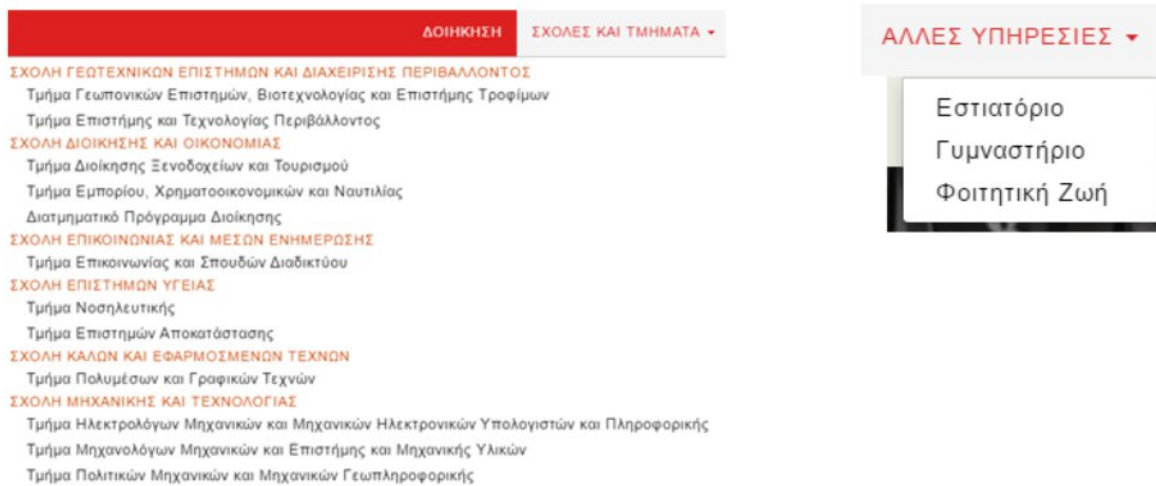 ΔΟΙΗΚΗΣΗ ΣΧΟΛΕΣ ΚΑΙ ΤΜΗΜΑΤΑ
ΣΧΟΛΗ ΓΕΩΤΕΧΝΙΚΩΝ ΕΠΙΣΤΗΜΩΝ ΚΑΙ ΔΙΑΧΕΙΡΙΣΗΣ ΠΕΡΙΒΑΛΛΟΝΤΟΣ
Τμήμα Γεωπονικών Επιστημών, Βιοτεχνολογίας και Επιστήμης Τροφίμων
Τμήμα Επιστήμης και Τεχνολογίας Περιβάλλοντος
ΣΧΟΛΗ ΔΙΟΙΚΗΣΗΣ ΚΑΙ ΟΙΚΟΝΟΜΙΑΣ
Τμήμα Διοίκησης Ξενοδοχείων και Τουρισμού
Τμήμα Εμπορίου, Χρηματοοικονομικών και Ναυτιλίας
Διατμηματικό Πρόγραμμα Διοίκησης
ΣΧΟΛΗ ΕΠΙΚΟΙΝΩΝΙΑΣ ΚΑΙ ΜΕΣΩΝ ΕΝΗΜΕΡΩΣΗΣ
Τμήμα Επικοινωνίας και Σπουδών Διαδικτύου
ΣΧΟΛΗ ΕΠΙΣΤΗΜΩΝ ΥΓΕΙΑΣ
Τμήμα Νοσηλευτικής
Τμήμα Επιστημών Αποκατάστασης
ΣΧΟΛΗ ΚΑΛΩΝ ΚΑΙ ΕΦΑΡΜΟΣΜΕΝΩΝ ΤΕΧΝΩΝ
Τμήμα Πολυμέσων και Γραφικών Τεχνών
ΣΧΟΛΗ ΜΗΧΑΝΙΚΗΣ ΚΑΙ ΤΕΧΝΟΛΟΓΙΑΣ
Τμήμα Ηλεκτρολόγων Μηχανικών και Μηχανικών Ηλεκτρονικών Υπολογιστών και Πληροφορικής
Τμήμα Μηχανολόγων Μηχανικών και Επιστήμης και Μηχανικής Υλικών
Τμήμα Πολιτικών Μηχανικών και Μηχανικών Γεωπληροφορικής
ΑΛΛΕΣ ΥΠΗΡΕΣΙΕΣ
Εστιατόριο
Γυμναστήριο
Φοιτητική Ζωή